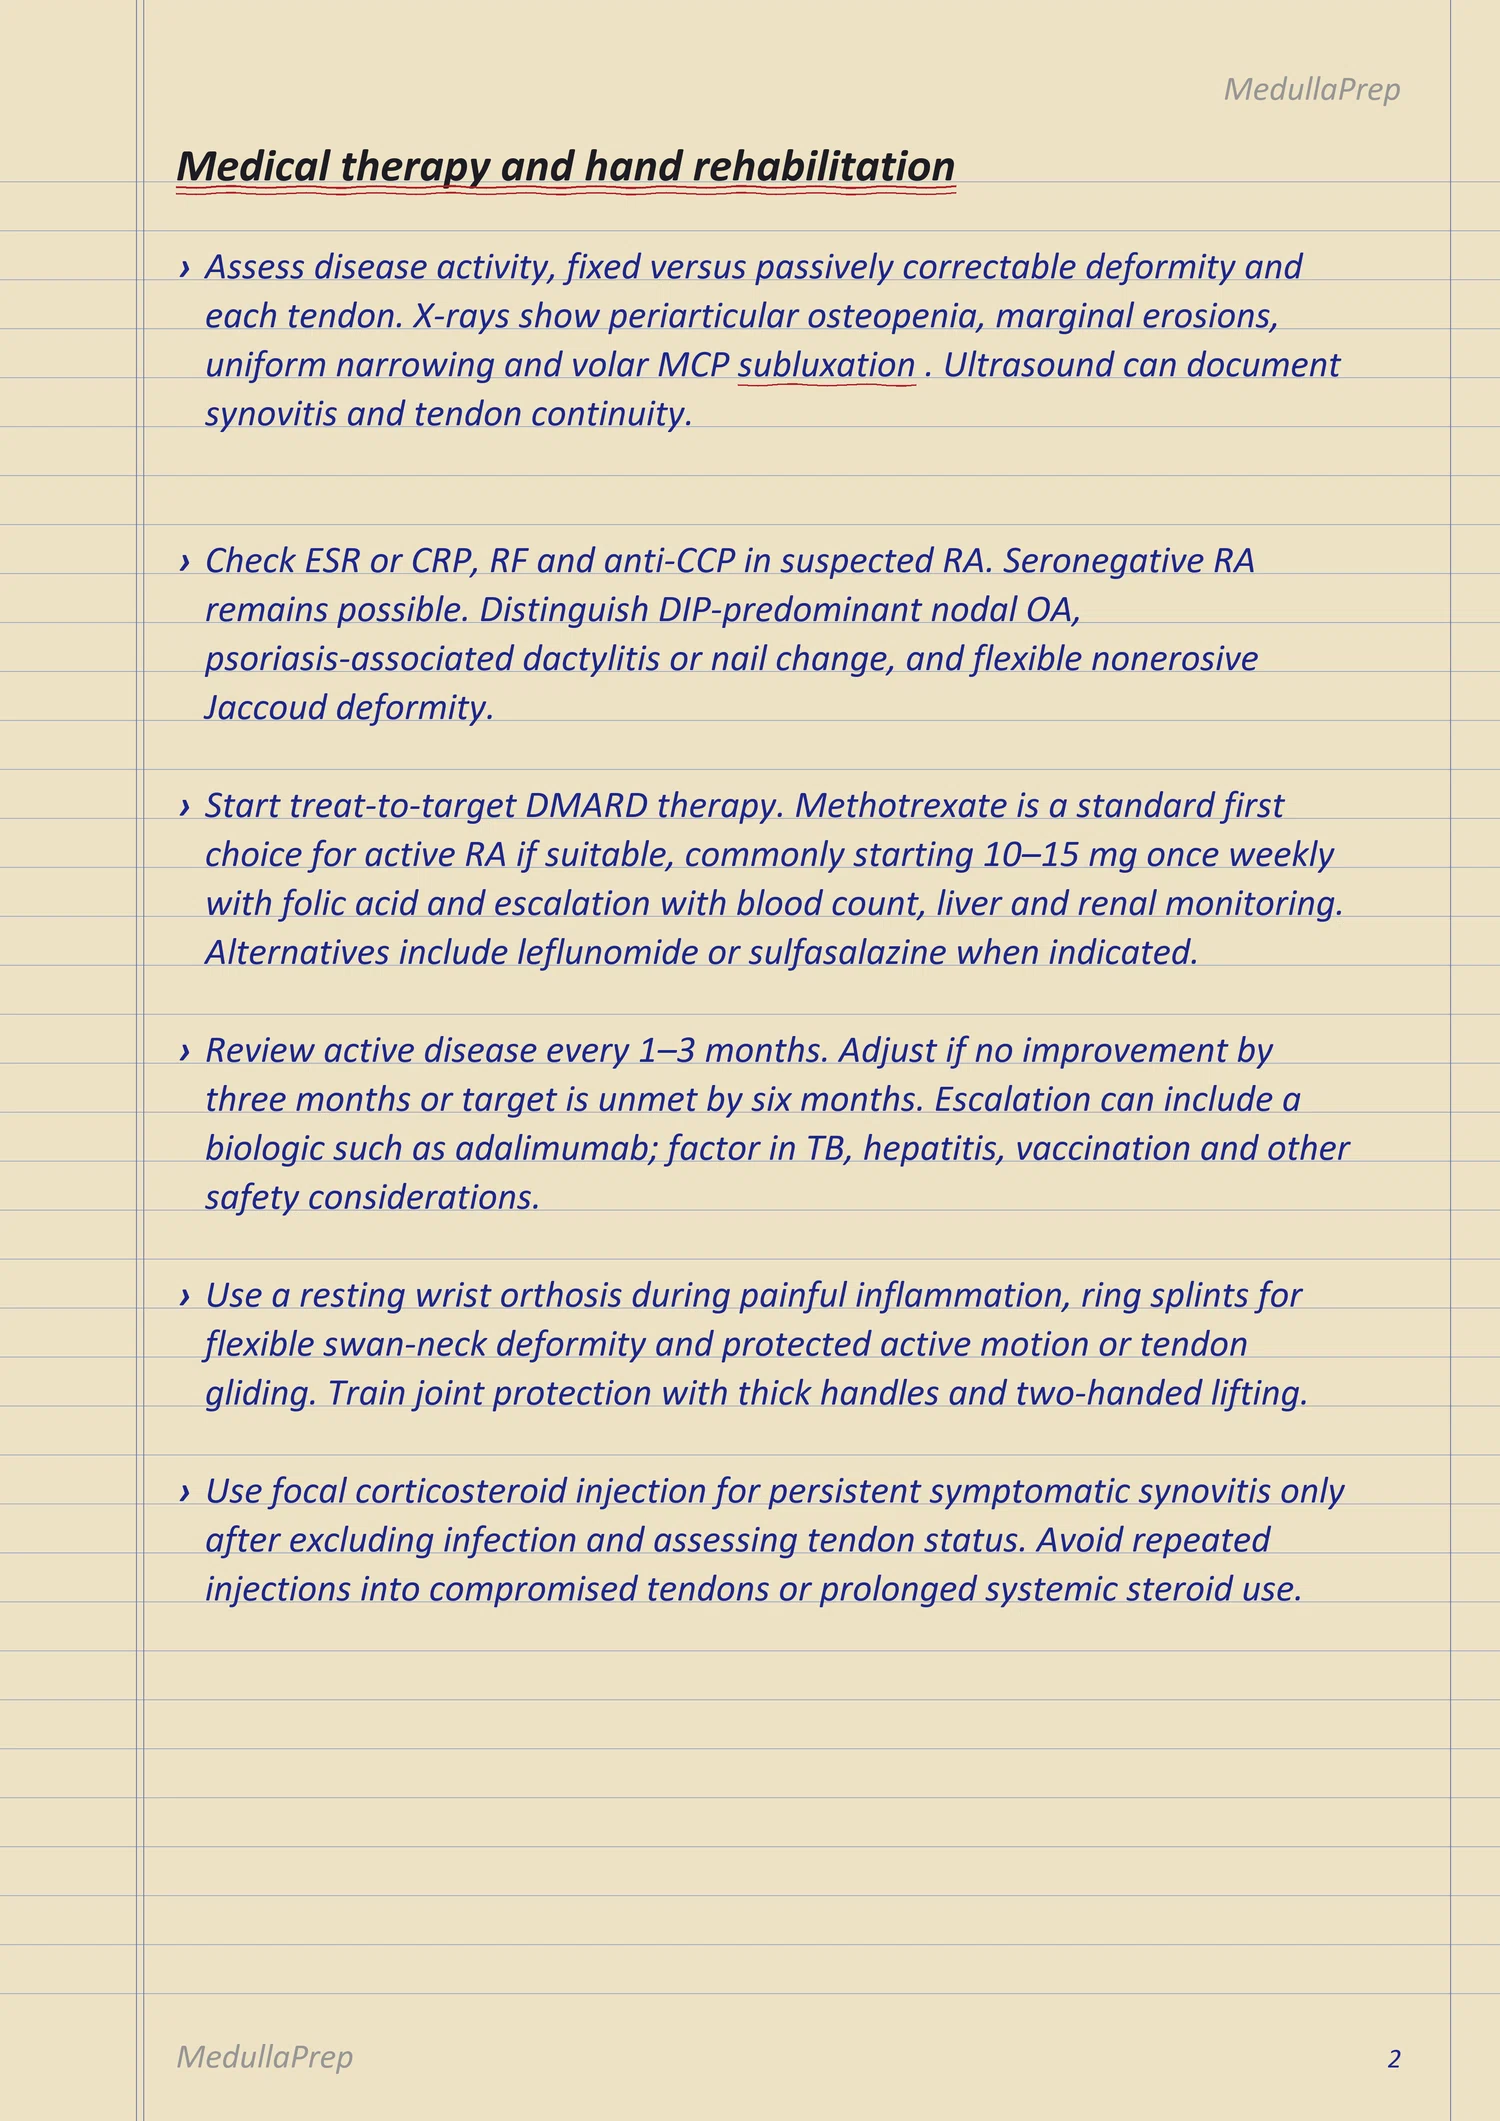 MedullaPrep
Medical therapy and hand rehabilitation
› Assess disease activity, fixed versus passively correctable deformity and
each tendon. X-rays show periarticular osteopenia, marginal erosions,
uniform narrowing and volar MCP subluxation . Ultrasound can document
synovitis and tendon continuity.
› Check ESR or CRP, RF and anti-CCP in suspected RA. Seronegative RA
remains possible. Distinguish DIP-predominant nodal OA,
psoriasis-associated dactylitis or nail change, and flexible nonerosive
Jaccoud deformity.
› Start treat-to-target DMARD therapy. Methotrexate is a standard first
choice for active RA if suitable, commonly starting 10–15 mg once weekly
with folic acid and escalation with blood count, liver and renal monitoring.
Alternatives include leflunomide or sulfasalazine when indicated.
› Review active disease every 1–3 months. Adjust if no improvement by
three months or target is unmet by six months. Escalation can include a
biologic such as adalimumab; factor in TB, hepatitis, vaccination and other
safety considerations.
› Use a resting wrist orthosis during painful inflammation, ring splints for
flexible swan-neck deformity and protected active motion or tendon
gliding. Train joint protection with thick handles and two-handed lifting.
› Use focal corticosteroid injection for persistent symptomatic synovitis only
after excluding infection and assessing tendon status. Avoid repeated
injections into compromised tendons or prolonged systemic steroid use.
MedullaPrep
2